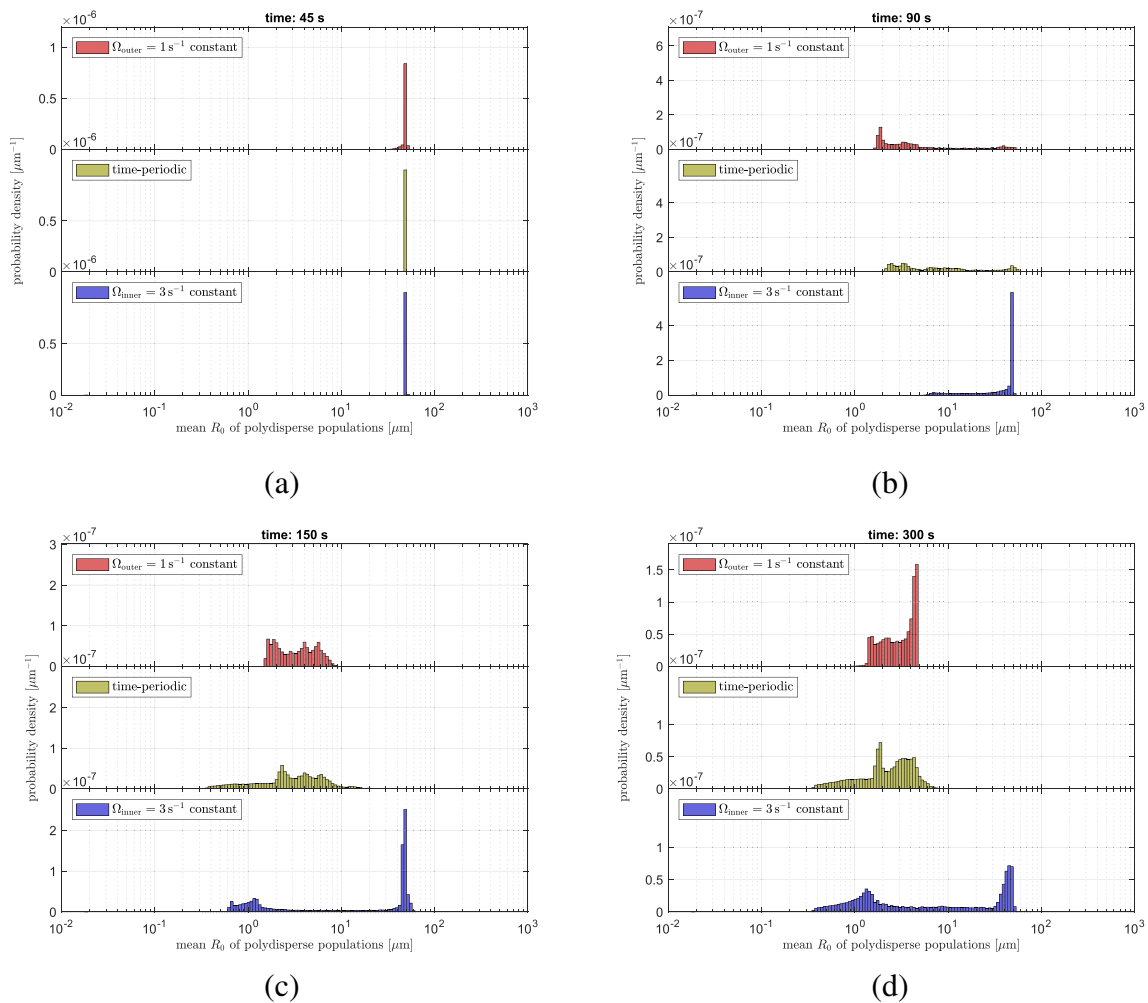 ×10⁻⁶ time: 45 s
Ω_outer = 1 s⁻¹ constant
1
0.5
0 ×10⁻⁶
time-periodic
0.5
0 ×10⁻⁶
Ω_inner = 3 s⁻¹ constant
0.5
0
probability density [μm⁻¹]
10⁻² 10⁻¹ 10⁰ 10¹ 10² 10³
mean R₀ of polydisperse populations [μm]
(a)
×10⁻⁷ time: 90 s
Ω_outer = 1 s⁻¹ constant
6
4
2
0 ×10⁻⁷
time-periodic
4
2
0 ×10⁻⁷
Ω_inner = 3 s⁻¹ constant
4
2
0
probability density [μm⁻¹]
10⁻² 10⁻¹ 10⁰ 10¹ 10² 10³
mean R₀ of polydisperse populations [μm]
(b)
×10⁻⁷ time: 150 s
3
Ω_outer = 1 s⁻¹ constant
2
1
0 ×10⁻⁷
time-periodic
2
1
0 ×10⁻⁷
Ω_inner = 3 s⁻¹ constant
2
1
0
probability density [μm⁻¹]
10⁻² 10⁻¹ 10⁰ 10¹ 10² 10³
mean R₀ of polydisperse populations [μm]
(c)
×10⁻⁷ time: 300 s
Ω_outer = 1 s⁻¹ constant
1.5
1
0.5
0 ×10⁻⁷
time-periodic
1
0.5
0 ×10⁻⁷
Ω_inner = 3 s⁻¹ constant
1
0.5
0
probability density [μm⁻¹]
10⁻² 10⁻¹ 10⁰ 10¹ 10² 10³
mean R₀ of polydisperse populations [μm]
(d)